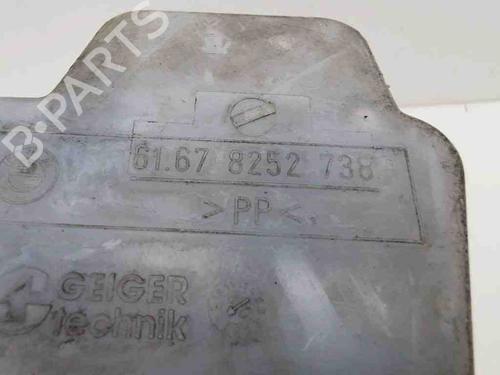 B-PARTS
61.67 8252 738
>PP<
GEIGER
technik